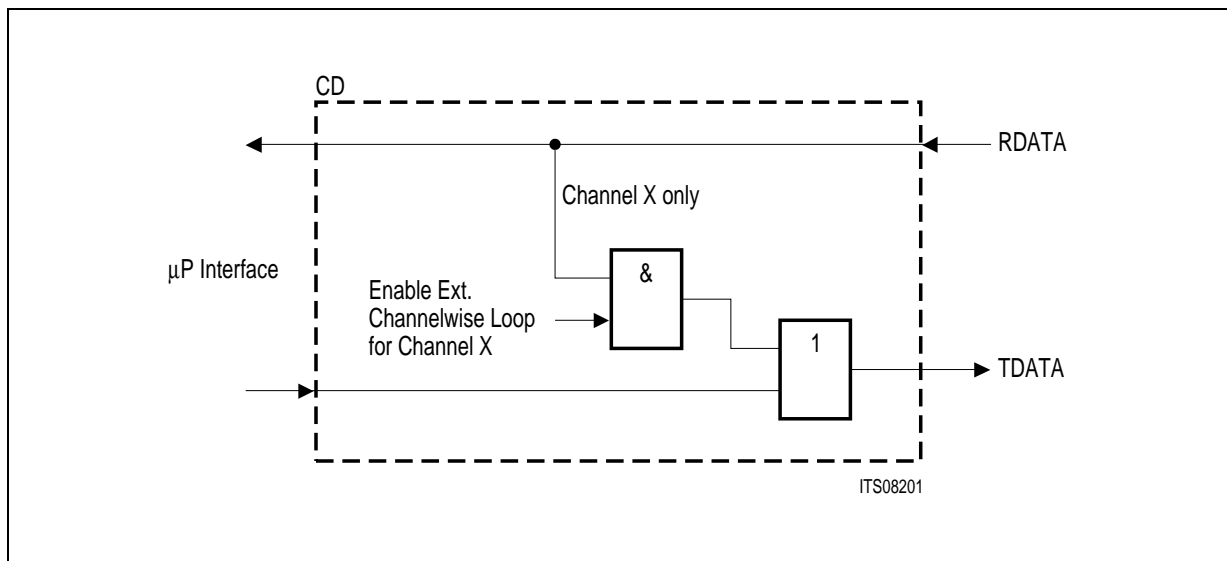 CD
RDATA
Channel X only
μP Interface
&
Enable Ext.
Channelwise Loop
for Channel X
1
TDATA
ITS08201